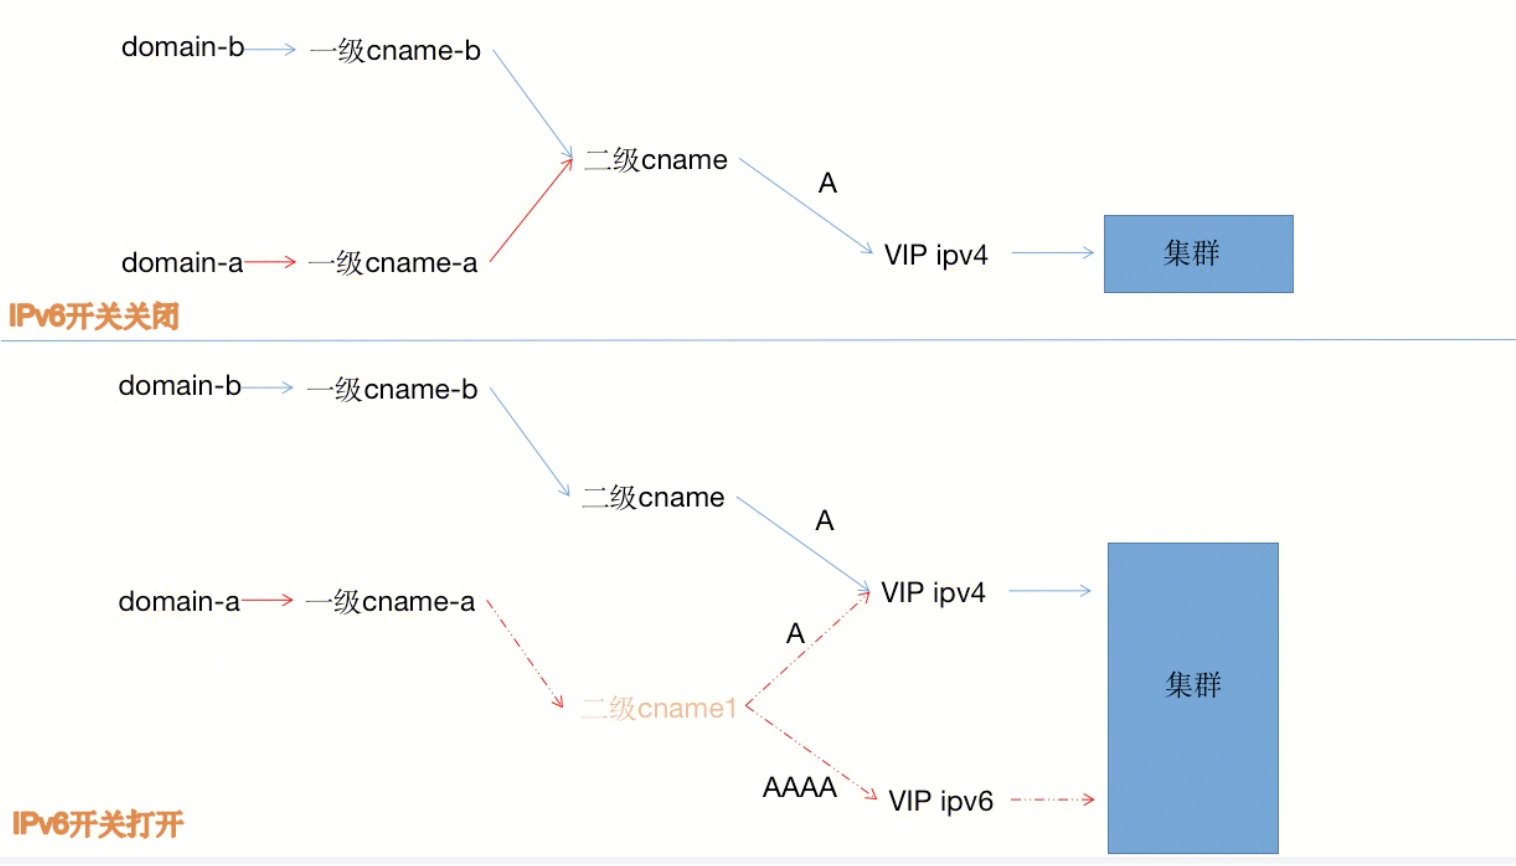 domain-b
一级cname-b
二级cname
A
domain-a
一级cname-a
VIP ipv4
集群
IPv6开关关闭
domain-b
一级cname-b
二级cname
A
domain-a
一级cname-a
VIP ipv4
A
集群
二级cname1
AAAA
VIP ipv6
IPv6开关打开